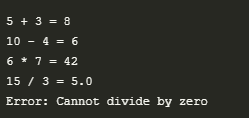 5 + 3 = 8
10 - 4 = 6
6 * 7 = 42
15 / 3 = 5.0
Error: Cannot divide by zero